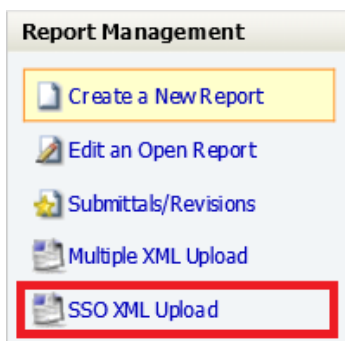 Report Management
Create a New Report
Edit an Open Report
Submittals/Revisions
Multiple XML Upload
SSO XML Upload